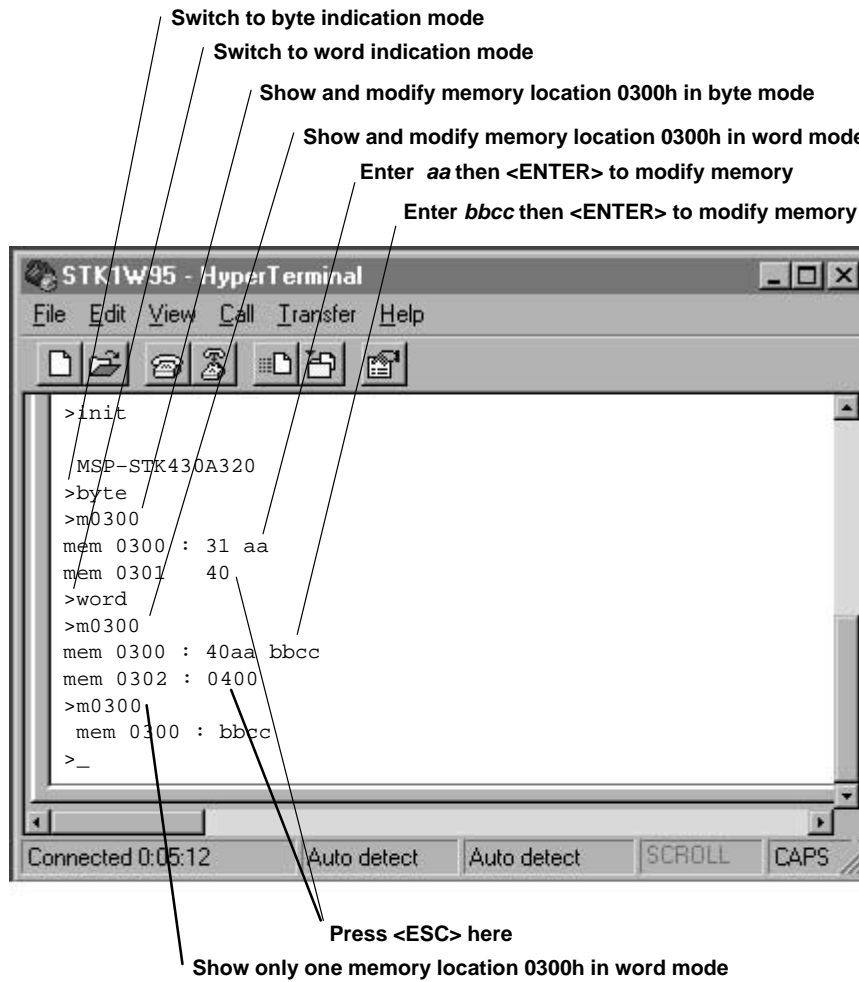 Switch to byte indication mode
Switch to word indication mode
Show and modify memory location 0300h in byte mode
Show and modify memory location 0300h in word mode
Enter aa then <ENTER> to modify memory
Enter bbcc then <ENTER> to modify memory
STK1W95 - HyperTerminal
File Edit View Call Transfer Help
>init
MSP-STK430A320
>byte
>m0300
mem 0300 : 31 aa
mem 0301 40
>word
>m0300
mem 0300 : 40aa bbcc
mem 0302 : 0400
>m0300
mem 0300 : bbcc
>_
Connected 0:05:12 Auto detect Auto detect SCROLL CAPS
Press <ESC> here
Show only one memory location 0300h in word mode